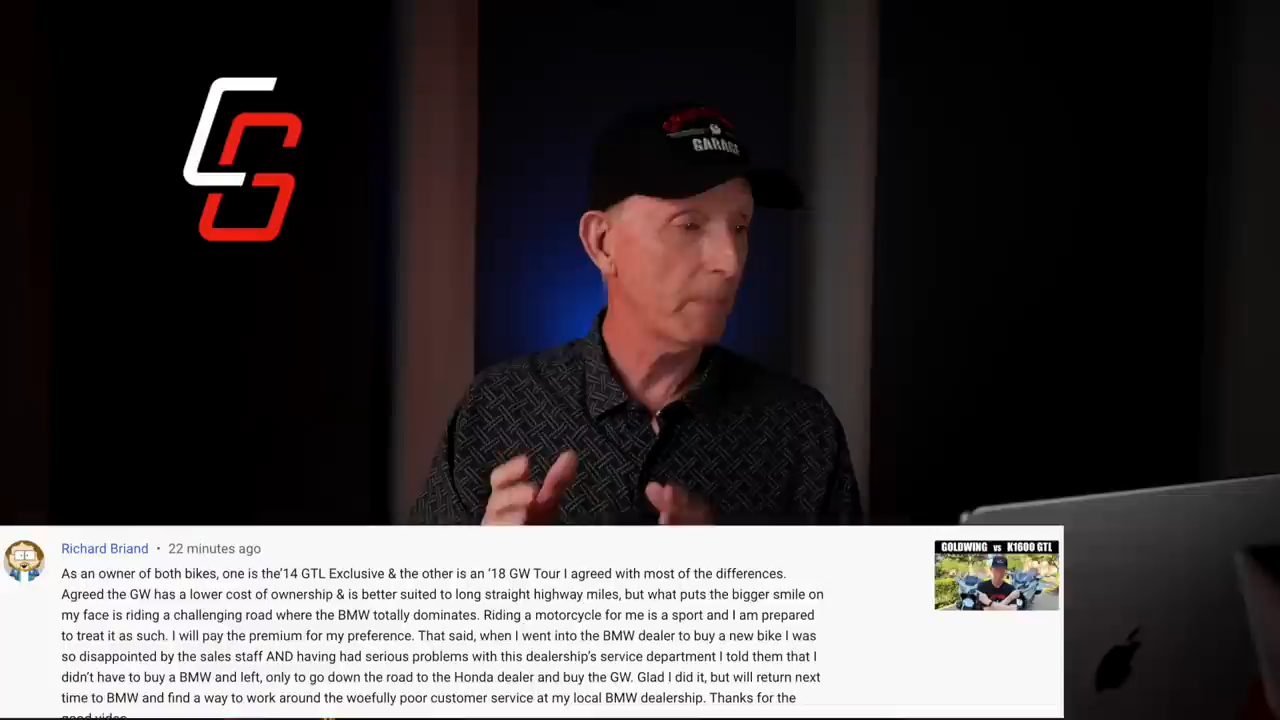 GARAGE
Richard Briand • 22 minutes ago
GOLDWING vs K1600 GTL
As an owner of both bikes, one is the'14 GTL Exclusive & the other is an '18 GW Tour I agreed with most of the differences.
Agreed the GW has a lower cost of ownership & is better suited to long straight highway miles, but what puts the bigger smile on
my face is riding a challenging road where the BMW totally dominates. Riding a motorcycle for me is a sport and I am prepared
to treat it as such. I will pay the premium for my preference. That said, when I went into the BMW dealer to buy a new bike I was
so disappointed by the sales staff AND having had serious problems with this dealership's service department I told them that I
didn't have to buy a BMW and left, only to go down the road to the Honda dealer and buy the GW. Glad I did it, but will return next
time to BMW and find a way to work around the woefully poor customer service at my local BMW dealership. Thanks for the
good video.